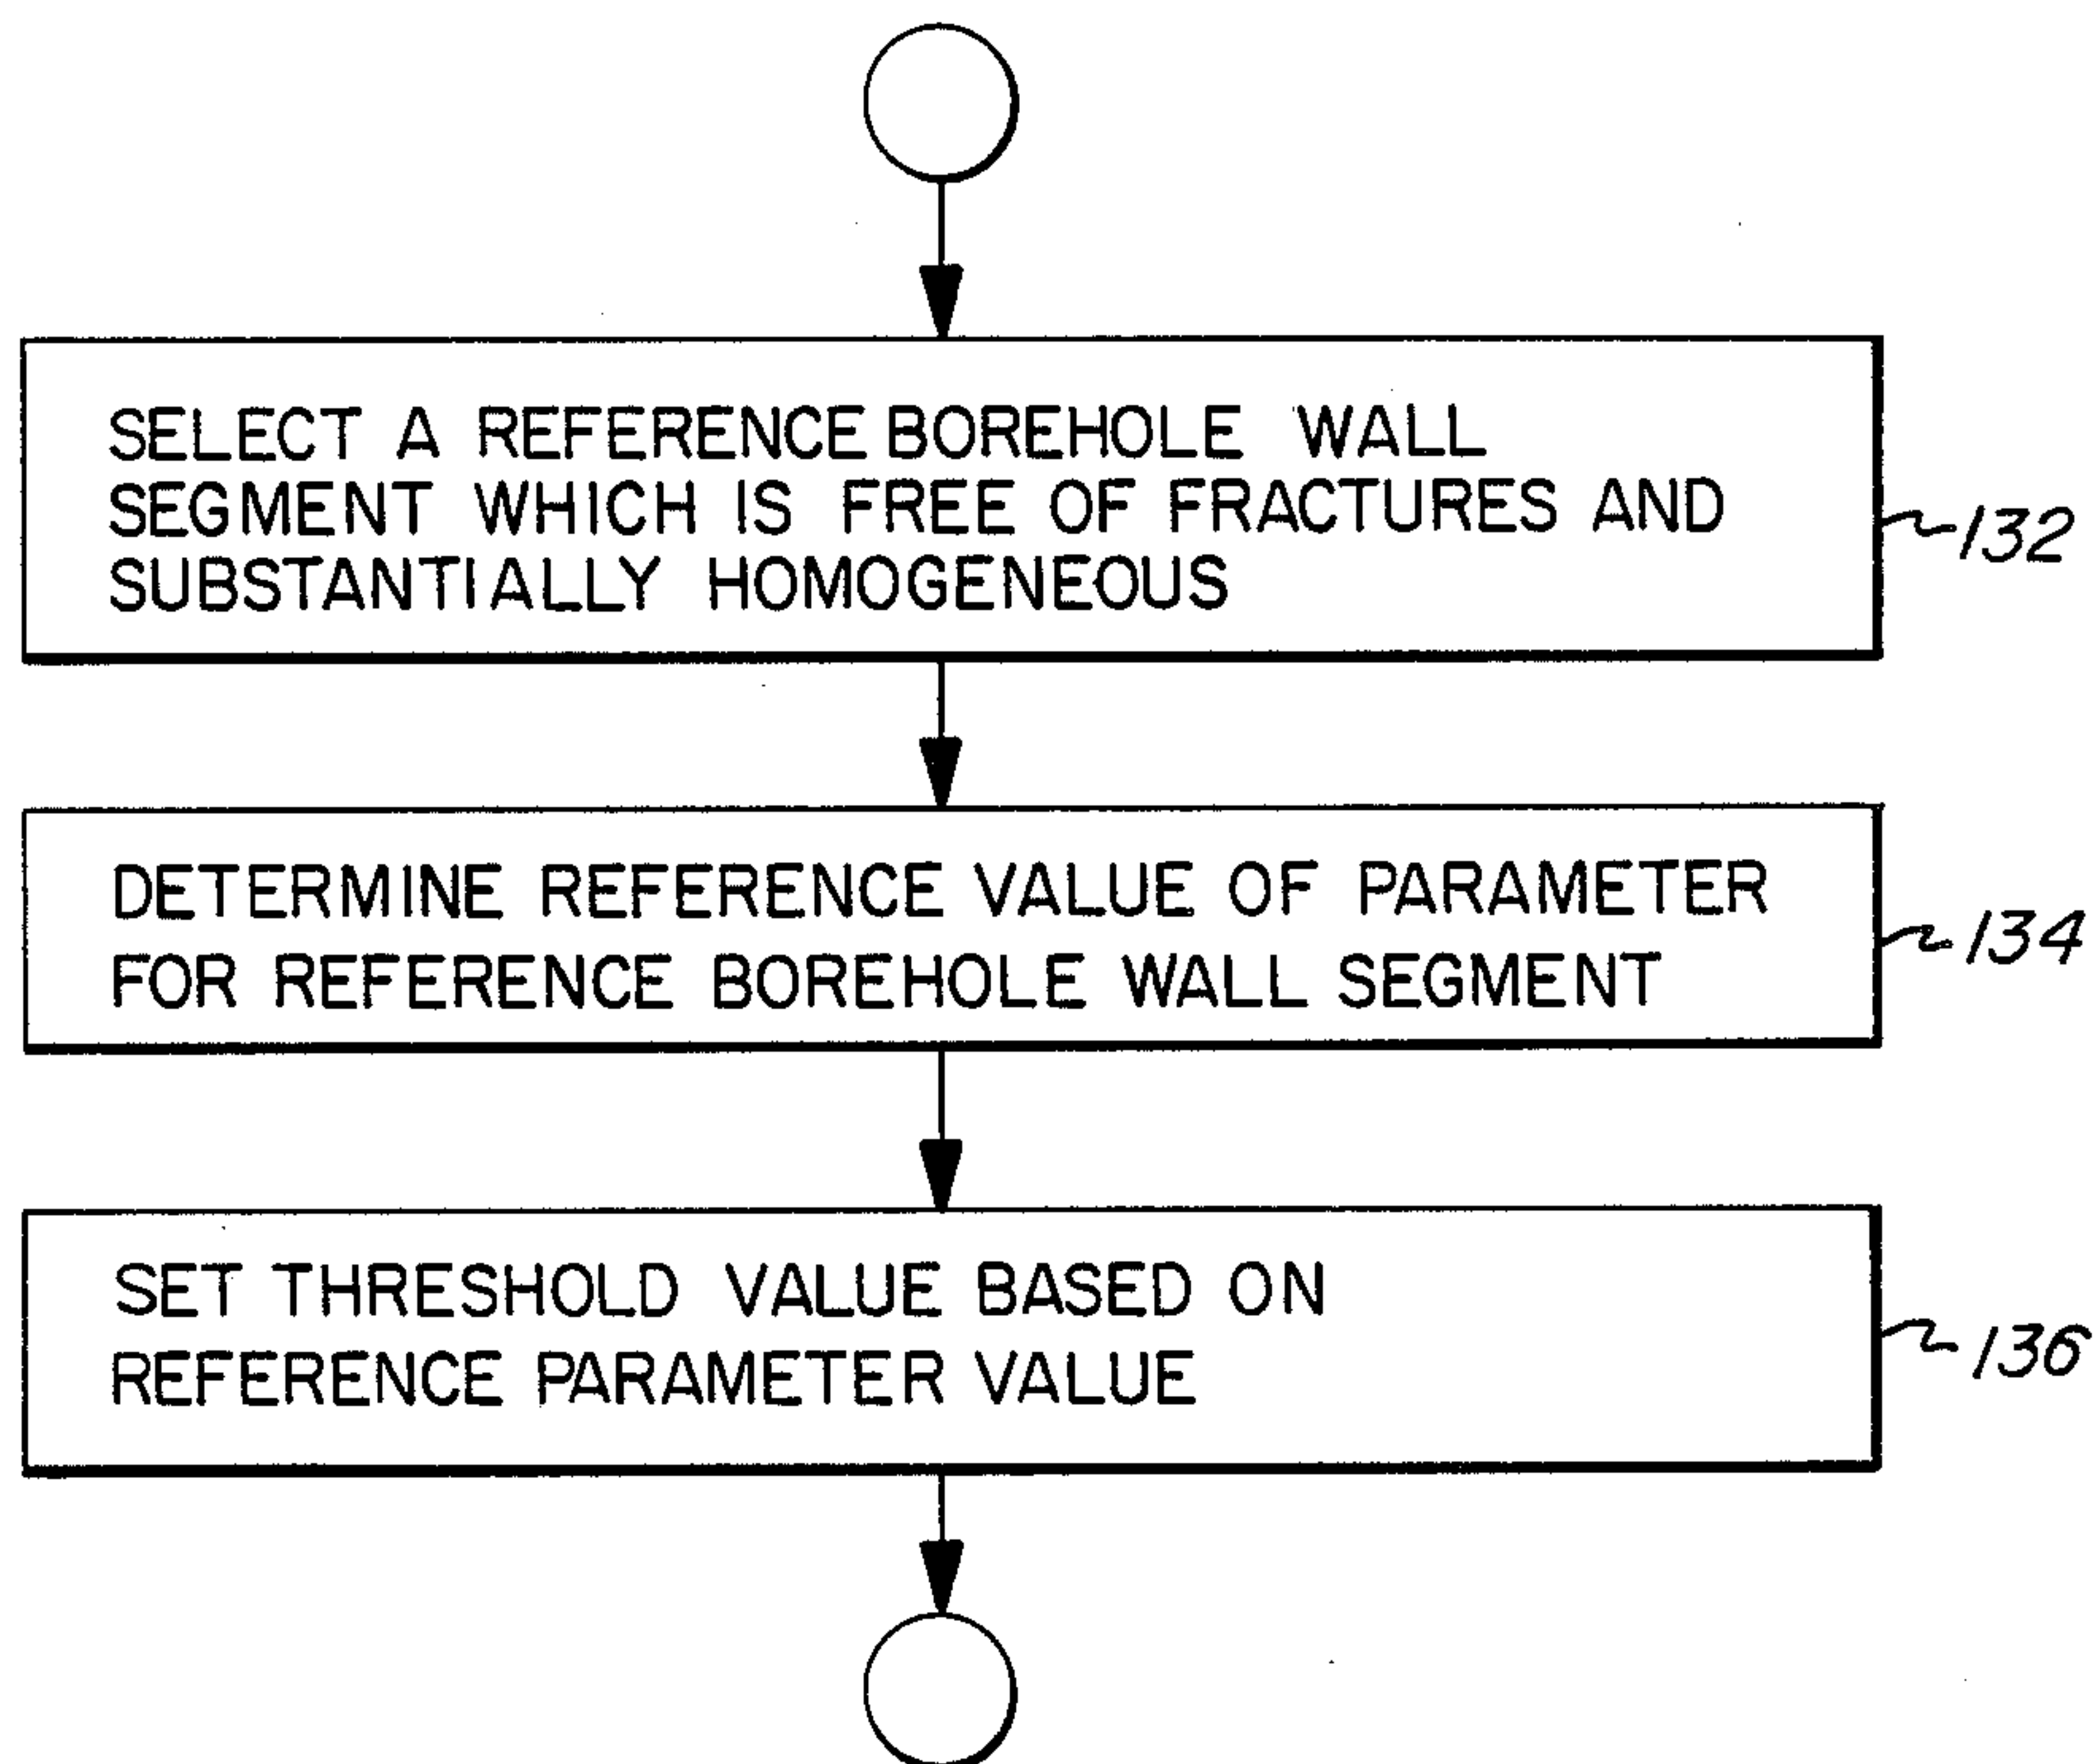 SELECT A REFERENCE BOREHOLE WALL
SEGMENT WHICH IS FREE OF FRACTURES AND
SUBSTANTIALLY HOMOGENEOUS
132
DETERMINE REFERENCE VALUE OF PARAMETER
FOR REFERENCE BOREHOLE WALL SEGMENT
134
SET THRESHOLD VALUE BASED ON
REFERENCE PARAMETER VALUE
136